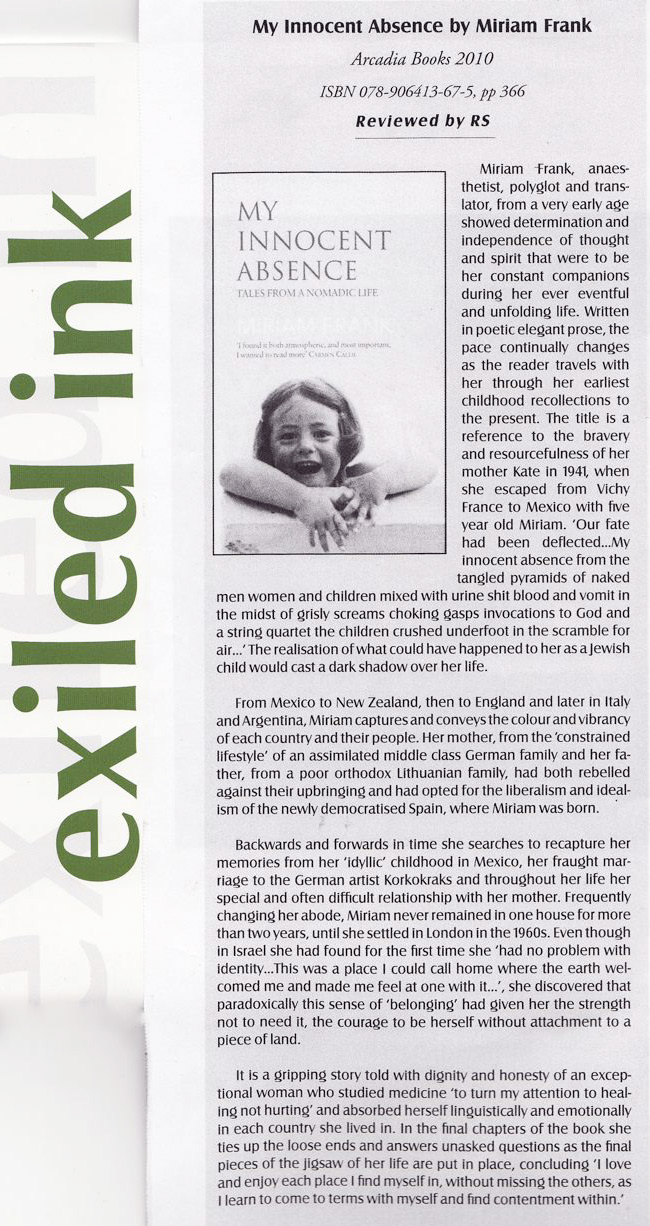 exiled ink
My Innocent Absence by Miriam Frank
Arcadia Books 2010
ISBN 078-906413-67-5, pp 366
Reviewed by RS
MY
INNOCENT
ABSENCE
TALES FROM A NOMADIC LIFE
'I found it both atmospheric, and most important,
I wanted to read more' CARMEN CALLIL
Miriam Frank, anaes-
thetist, polyglot and trans-
lator, from a very early age
showed determination and
independence of thought
and spirit that were to be
her constant companions
during her ever eventful
and unfolding life. Written
in poetic elegant prose, the
pace continually changes
as the reader travels with
her through her earliest
childhood recollections to
the present. The title is a
reference to the bravery
and resourcefulness of her
mother Kate in 1941, when
she escaped from Vichy
France to Mexico with five
year old Miriam. 'Our fate
had been deflected...My
innocent absence from the
tangled pyramids of naked
men women and children mixed with urine shit blood and vomit in
the midst of grisly screams choking gasps invocations to God and
a string quartet the children crushed underfoot in the scramble for
air...' The realisation of what could have happened to her as a Jewish
child would cast a dark shadow over her life.
From Mexico to New Zealand, then to England and later in Italy
and Argentina, Miriam captures and conveys the colour and vibrancy
of each country and their people. Her mother, from the 'constrained
lifestyle' of an assimilated middle class German family and her fa-
ther, from a poor orthodox Lithuanian family, had both rebelled
against their upbringing and had opted for the liberalism and ideal-
ism of the newly democratised Spain, where Miriam was born.
Backwards and forwards in time she searches to recapture her
memories from her 'idyllic' childhood in Mexico, her fraught mar-
riage to the German artist Korkokraks and throughout her life her
special and often difficult relationship with her mother. Frequently
changing her abode, Miriam never remained in one house for more
than two years, until she settled in London in the 1960s. Even though
in Israel she had found for the first time she 'had no problem with
identity...This was a place I could call home where the earth wel-
comed me and made me feel at one with it...', she discovered that
paradoxically this sense of 'belonging' had given her the strength
not to need it, the courage to be herself without attachment to a
piece of land.
It is a gripping story told with dignity and honesty of an excep-
tional woman who studied medicine 'to turn my attention to heal-
ing not hurting' and absorbed herself linguistically and emotionally
in each country she lived in. In the final chapters of the book she
ties up the loose ends and answers unasked questions as the final
pieces of the jigsaw of her life are put in place, concluding 'I love
and enjoy each place I find myself in, without missing the others, as
I learn to come to terms with myself and find contentment within.'